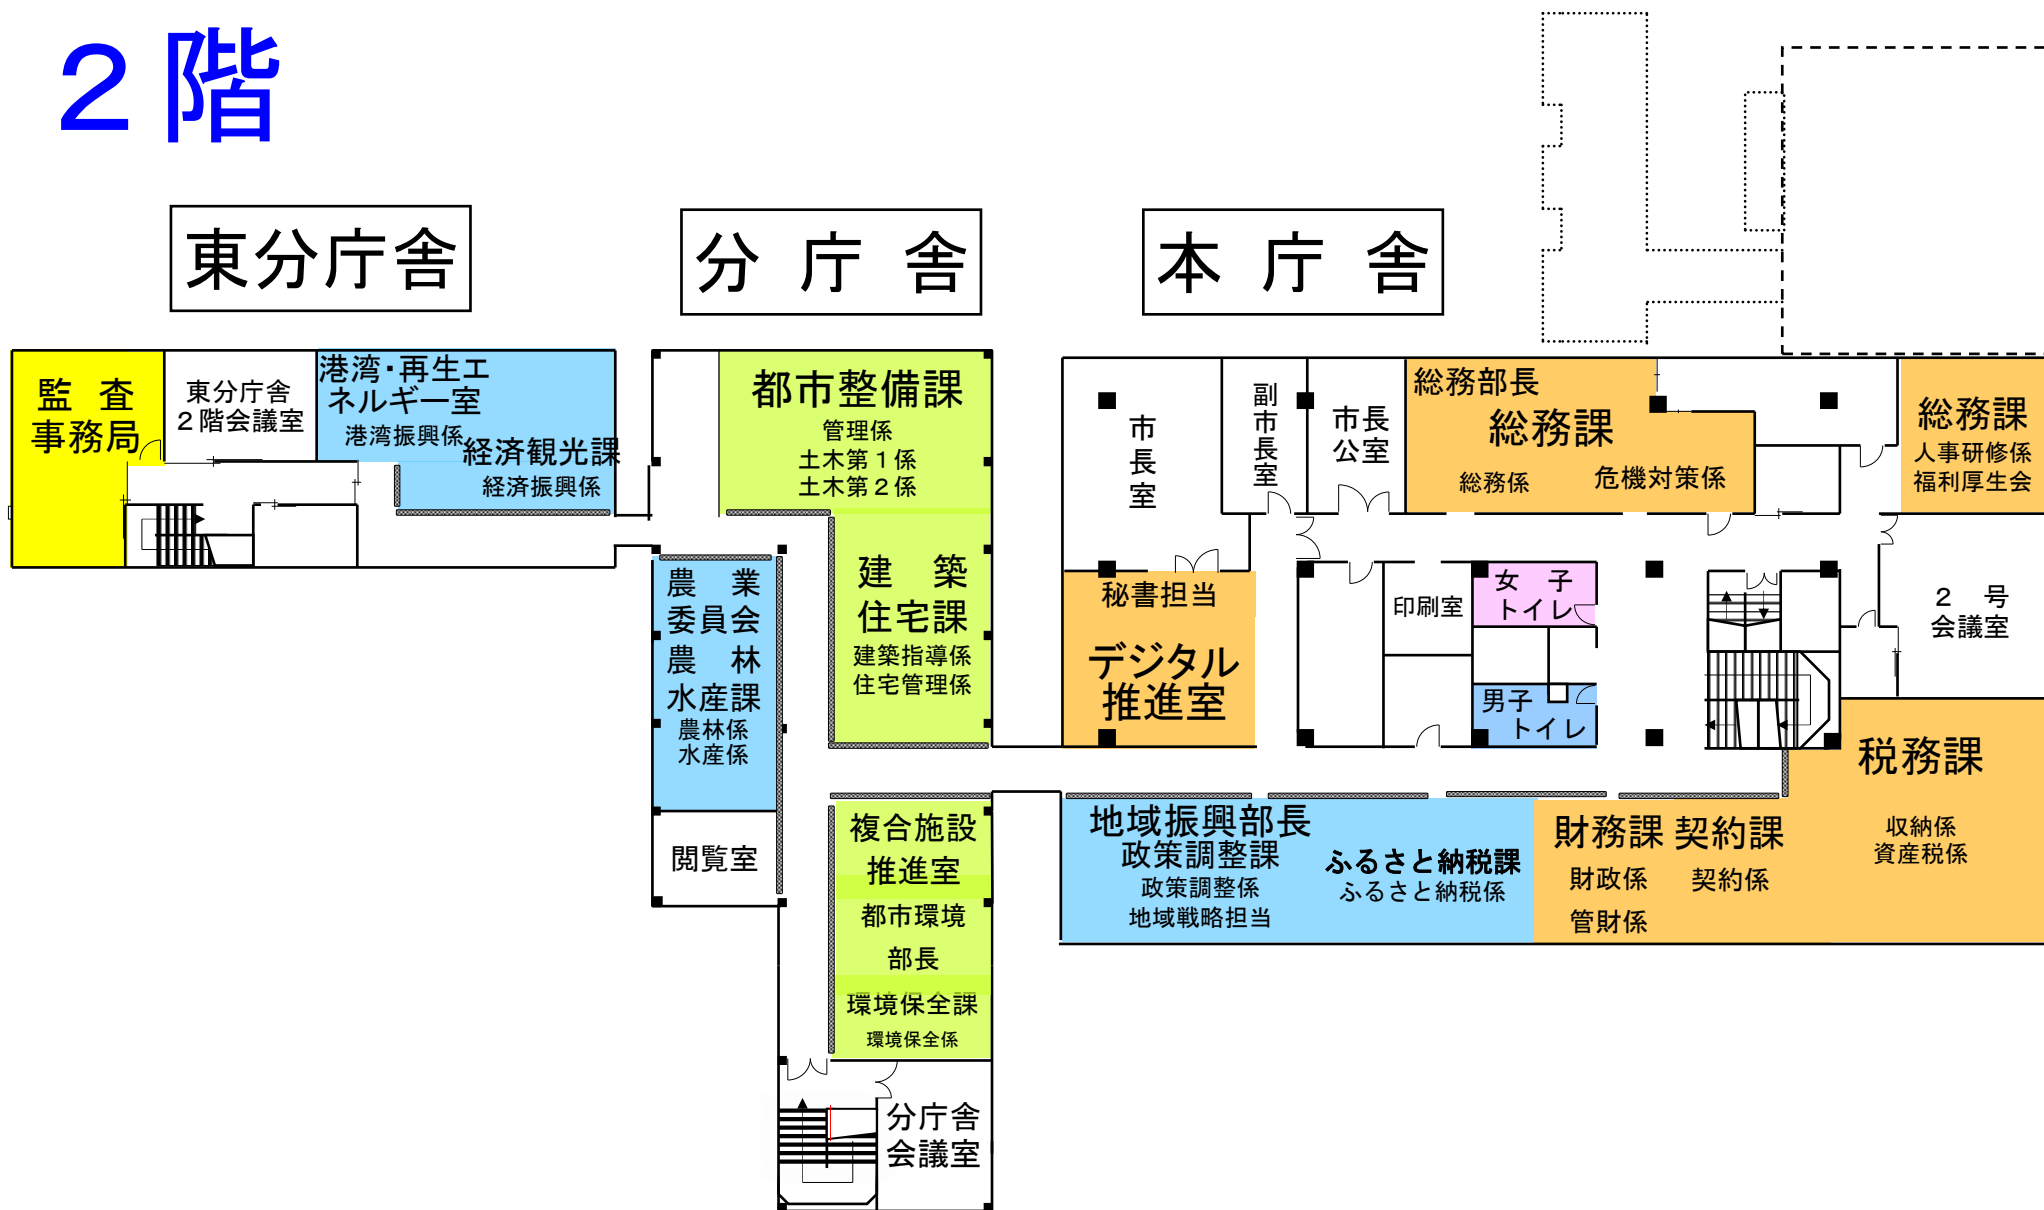 ２階
東分庁舎
分庁舎
本庁舎
監査
事務局
東分庁舎
２階会議室
港湾・再生エ
ネルギー室
港湾振興係
経済観光課
経済振興係
都市整備課
管理係
土木第１係
土木第２係
建築
住宅課
建築指導係
住宅管理係
農業
委員会
農林
水産課
農林係
水産係
閲覧室
複合施設
推進室
都市環境
部長
環境保全課
環境保全係
分庁舎
会議室
市長室
副市長室
市長
公室
総務部長
総務課
総務係
危機対策係
総務課
人事研修係
福利厚生会
秘書担当
デジタル
推進室
印刷室
女子
トイレ
男子
トイレ
２号
会議室
税務課
収納係
資産税係
地域振興部長
政策調整課
政策調整係
地域戦略担当
ふるさと納税課
ふるさと納税係
財務課
財政係
管財係
契約課
契約係